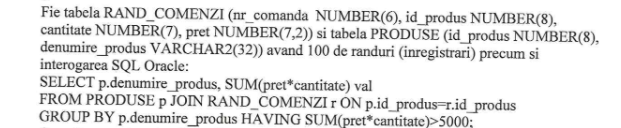 Fie tabela RAND_COMENZI (nr_comanda NUMBER(6), id_produs NUMBER(8),
cantitate NUMBER(7), pret NUMBER(7,2)) si tabela PRODUSE (id_produs NUMBER(8),
denumire_produs VARCHAR2(32)) avand 100 de randuri (inregistrari) precum si
interogarea SQL Oracle:
SELECT p.denumire_produs, SUM(pret*cantitate) val
FROM PRODUSE p JOIN RAND_COMENZI r ON p.id_produs=r.id_produs
GROUP BY p.denumire_produs HAVING SUM(pret*cantitate)>5000;